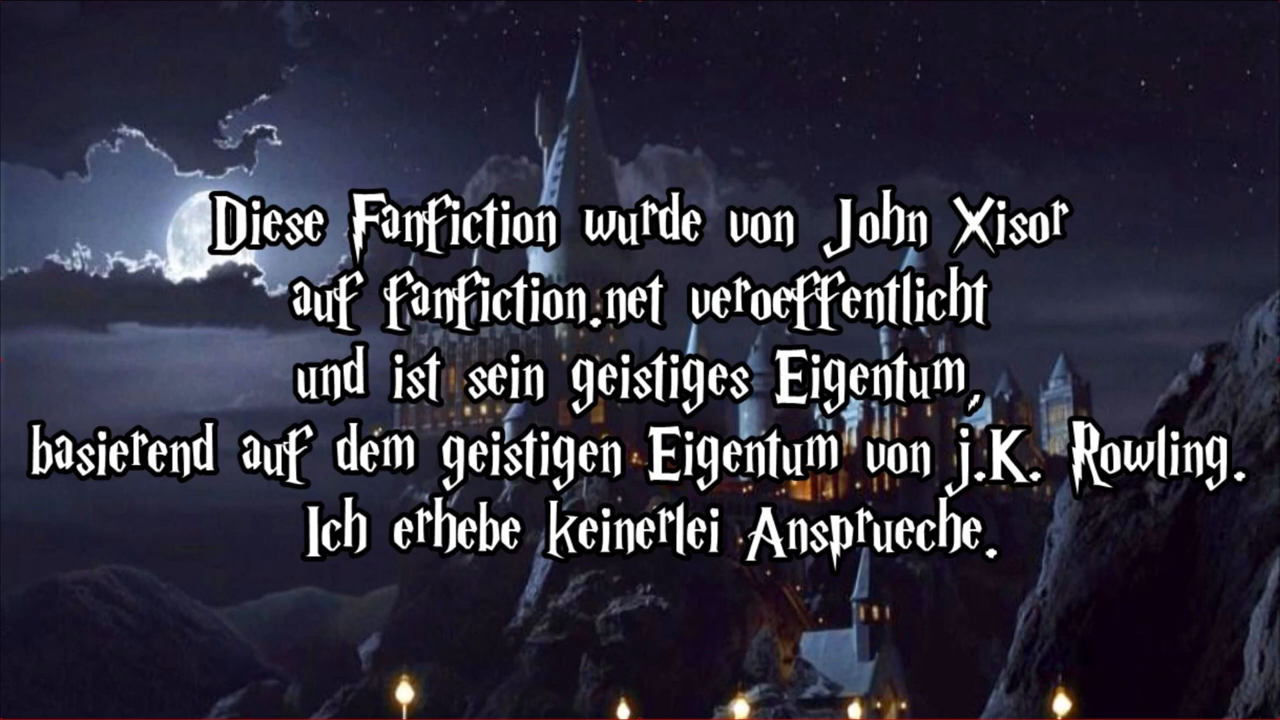 Diese Fanfiction wurde von John Xisor
auf fanfiction.net veroeffentlicht
und ist sein geistiges Eigentum,
basierend auf dem geistigen Eigentum von j.K. Rowling.
Ich erhebe keinerlei Ansprueche.